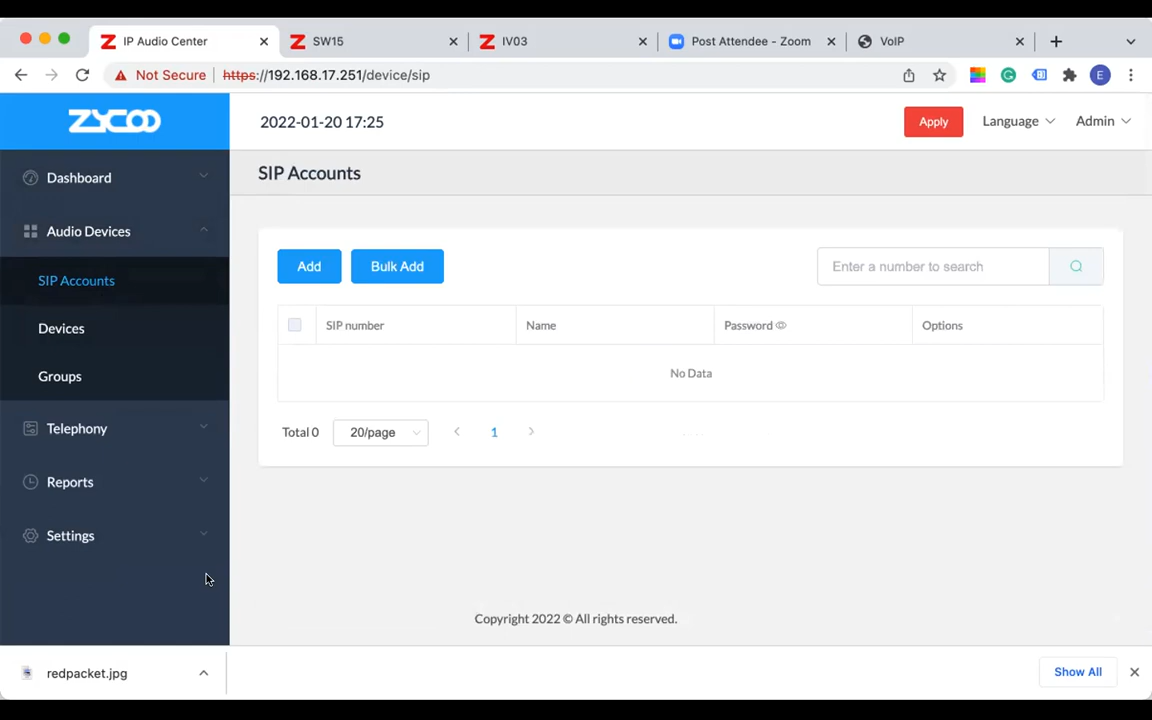 IP Audio Center
SW15
IV03
Post Attendee - Zoom
VoIP
Not Secure
https://192.168.17.251/device/sip
E
ZYCOO
2022-01-20 17:25
Apply
Language
Admin
Dashboard
SIP Accounts
Audio Devices
Add
Bulk Add
Enter a number to search
SIP Accounts
SIP number
Name
Password
Options
Devices
No Data
Groups
Telephony
Total 0
20/page
1
Reports
Settings
Copyright 2022 © All rights reserved.
redpacket.jpg
Show All